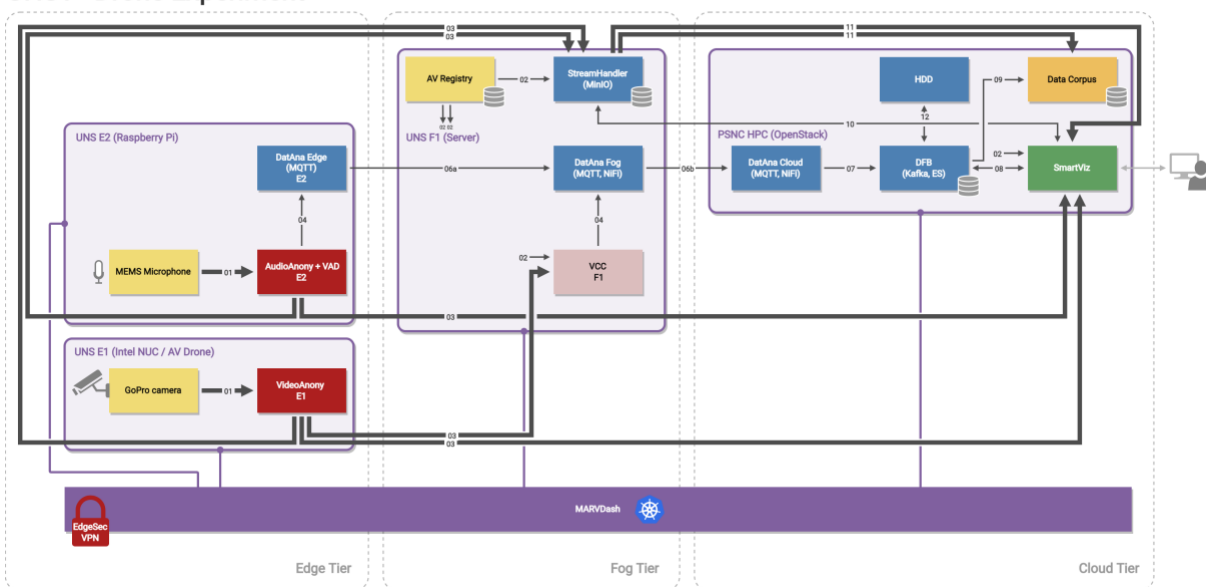 03
03
11
11
AV Registry
02
StreamHandler
(MinIO)
HDD
09
Data Corpus
02 02
12
10
UNS E2 (Raspberry Pi)
UNS F1 (Server)
PSNC HPC (OpenStack)
DatAna Edge
(MQTT)
E2
06a
DatAna Fog
(MQTT, NiFi)
06b
DatAna Cloud
(MQTT, NiFi)
07
DFB
(Kafka, ES)
02
08
SmartViz
04
04
MEMS Microphone
01
AudioAnony + VAD
E2
02
VCC
F1
03
UNS E1 (Intel NUC / AV Drone)
GoPro camera
01
VideoAnony
E1
03
03
MARVDash
EdgeSec
VPN
Edge Tier
Fog Tier
Cloud Tier